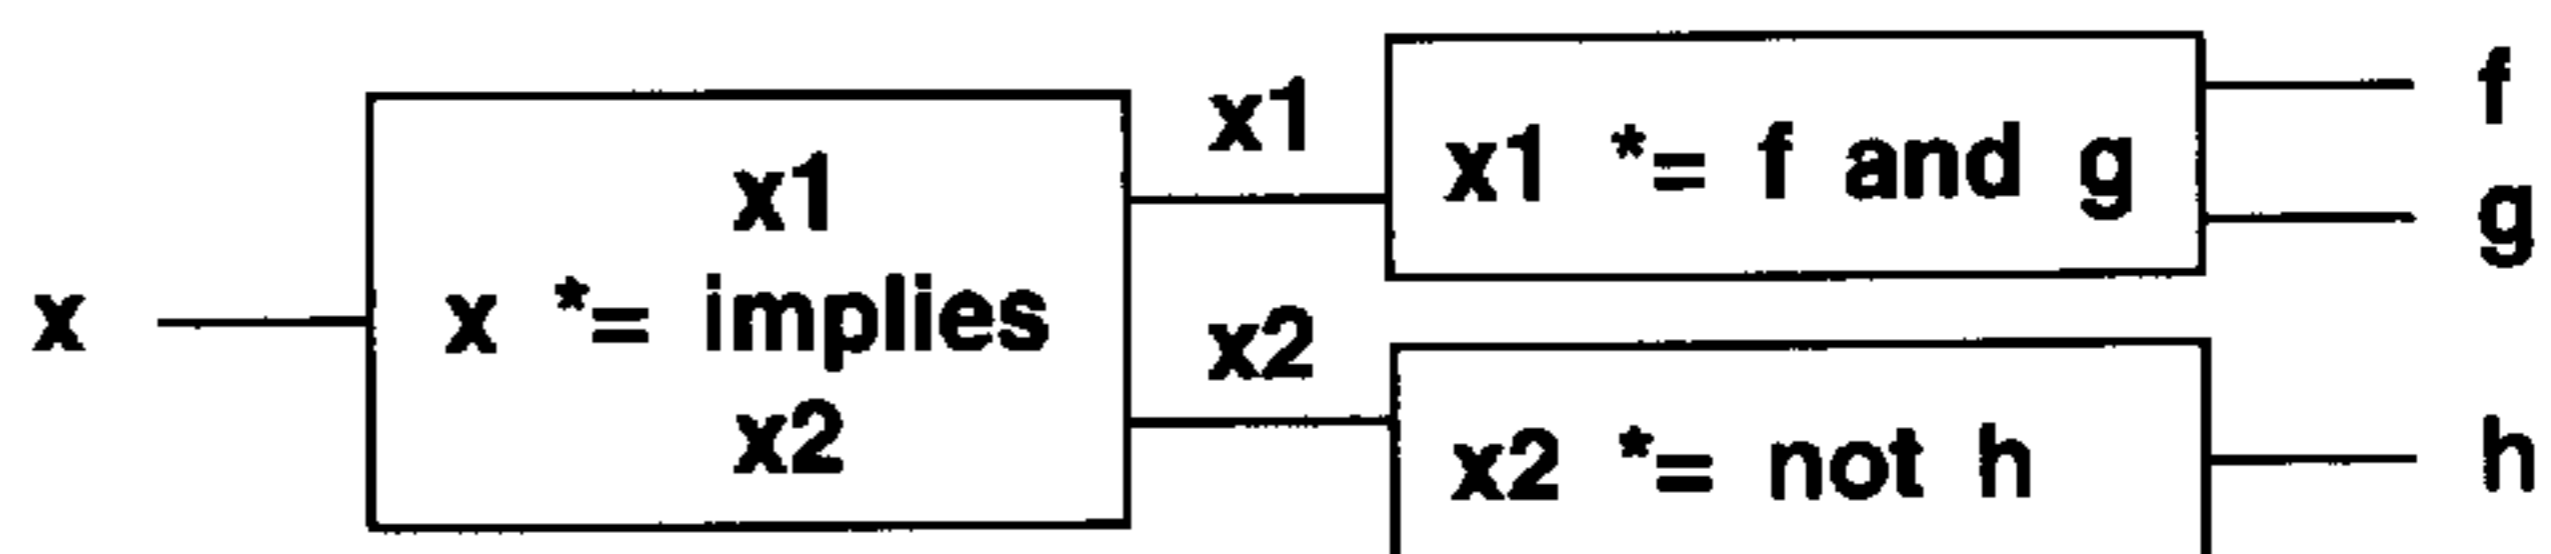 x
x1
x *= implies
x2
x1
x2
x1 *= f and g
x2 *= not h
f
g
h